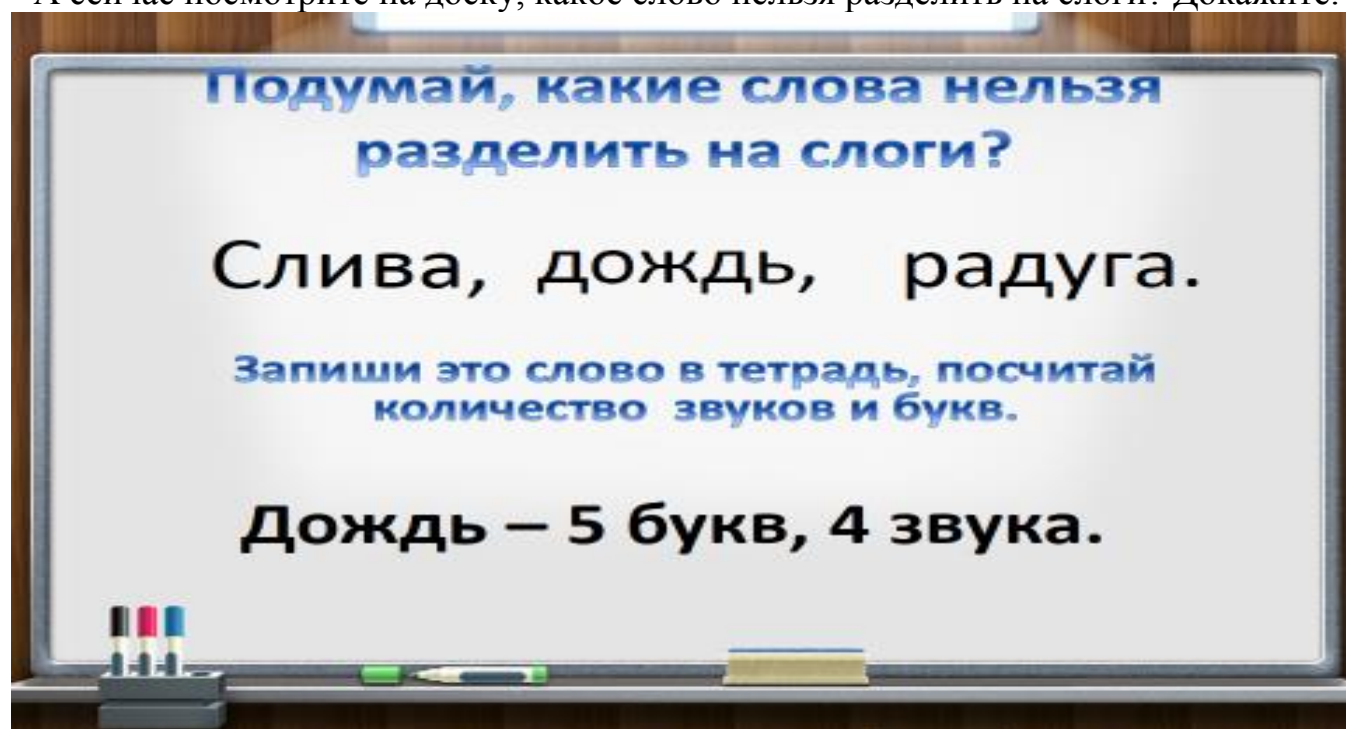 А сейчас посмотрите на доску, какое слово нельзя разделить на слоги? Докажите.
Подумай, какие слова нельзя
разделить на слоги?
Слива, дождь, радуга.
Запиши это слово в тетрадь, посчитай
количество звуков и букв.
Дождь – 5 букв, 4 звука.